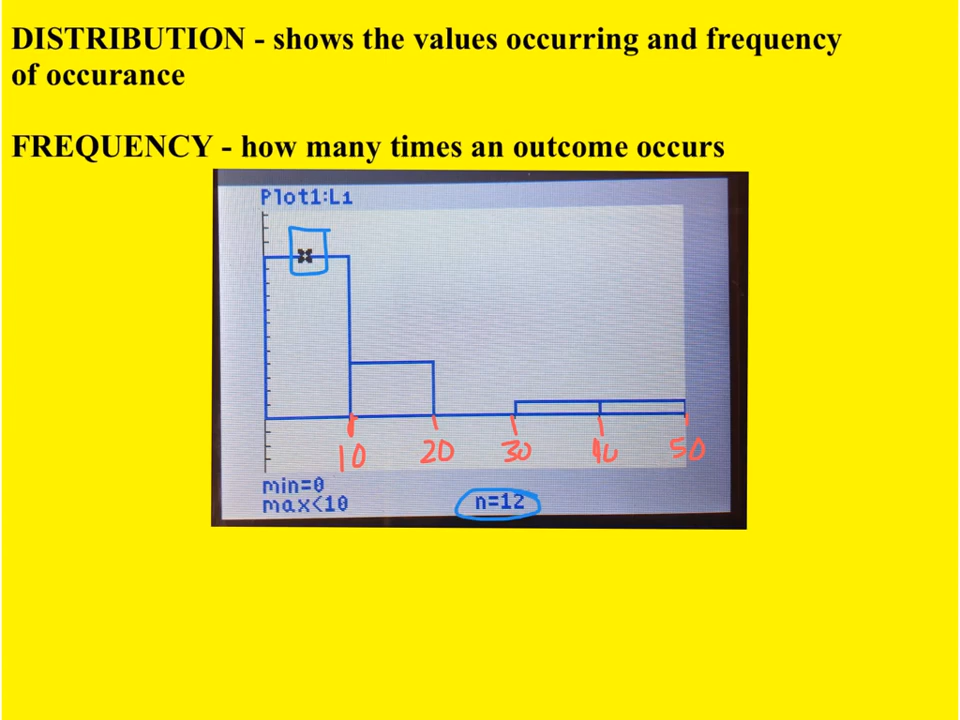 DISTRIBUTION - shows the values occurring and frequency
of occurance
FREQUENCY - how many times an outcome occurs
Plot1:L1
10 20 30 40 50
min=0
max<10 n=12